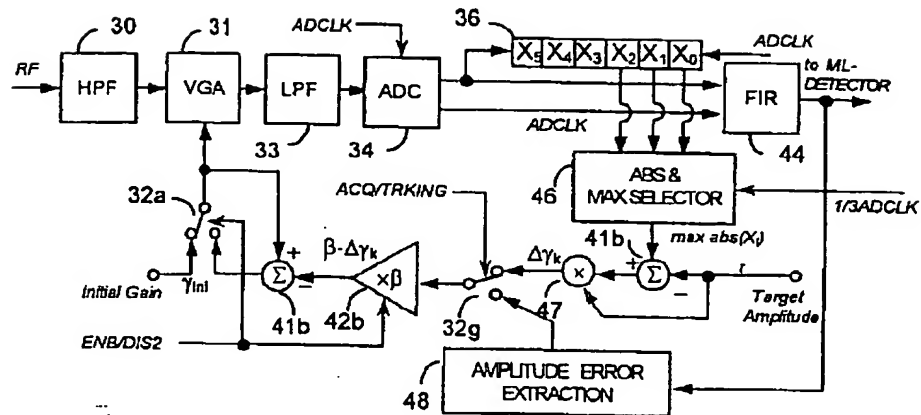 30
31
ADCLK
36
X5 X4 X3 X2 X1 X0
ADCLK
to ML-
DETECTOR
RF
HPF
VGA
LPF
ADC
FIR
33
34
ADCLK
44
46
ABS &
MAX SELECTOR
32a
ACQ/TRKING
1/3ADCLK
41b
max abs(Xi)
β-Δγk
Δγk
+
Σ
-
×
+
Σ
-
×β
Initial Gain
γini
41b
42b
32g
47
Target
Amplitude
ENB/DIS2
48
AMPLITUDE ERROR
EXTRACTION